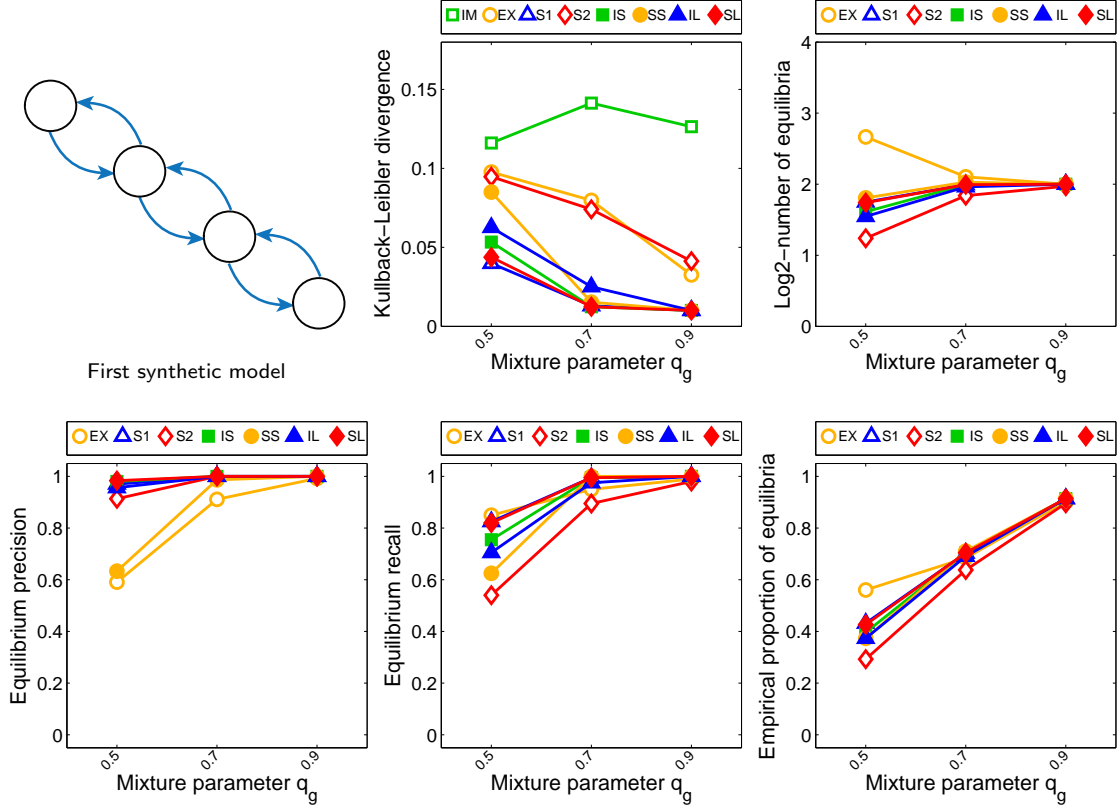 First synthetic model
IM EX S1 S2 IS SS IL SL
Kullback−Leibler divergence
0.15
0.1
0.05
0
0.5 0.7 0.9
Mixture parameter q_g
EX S1 S2 IS SS IL SL
Log2−number of equilibria
4
3
2
1
0
0.5 0.7 0.9
Mixture parameter q_g
EX S1 S2 IS SS IL SL
Equilibrium precision
1
0.8
0.6
0.4
0.2
0
0.5 0.7 0.9
Mixture parameter q_g
EX S1 S2 IS SS IL SL
Equilibrium recall
1
0.8
0.6
0.4
0.2
0
0.5 0.7 0.9
Mixture parameter q_g
EX S1 S2 IS SS IL SL
Empirical proportion of equilibria
1
0.8
0.6
0.4
0.2
0
0.5 0.7 0.9
Mixture parameter q_g